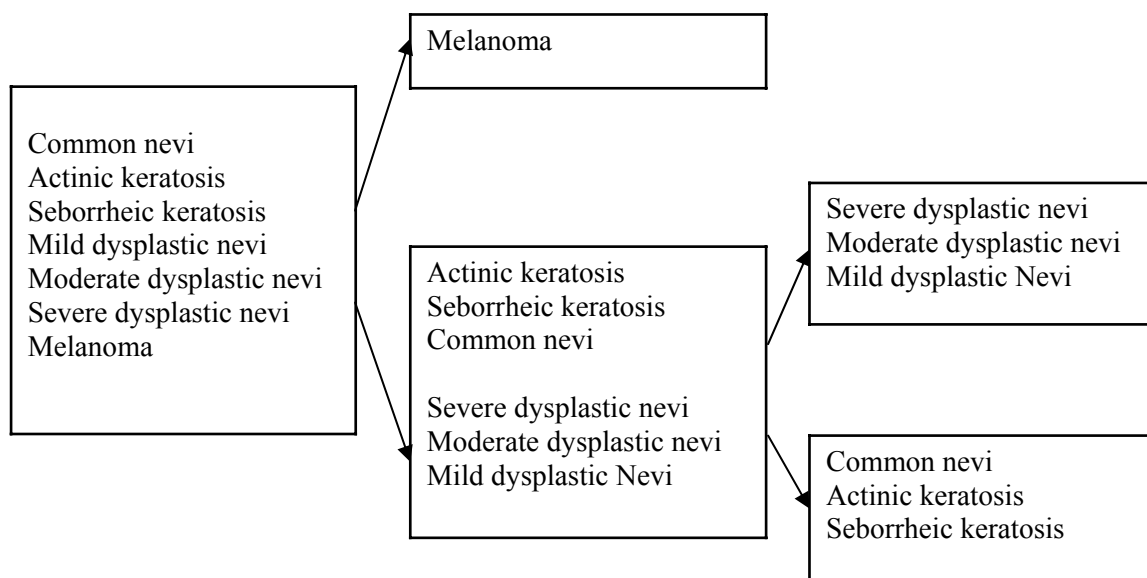 Common nevi
Actinic keratosis
Seborrheic keratosis
Mild dysplastic nevi
Moderate dysplastic nevi
Severe dysplastic nevi
Melanoma
Melanoma
Actinic keratosis
Seborrheic keratosis
Common nevi
Severe dysplastic nevi
Moderate dysplastic nevi
Mild dysplastic Nevi
Severe dysplastic nevi
Moderate dysplastic nevi
Mild dysplastic Nevi
Common nevi
Actinic keratosis
Seborrheic keratosis